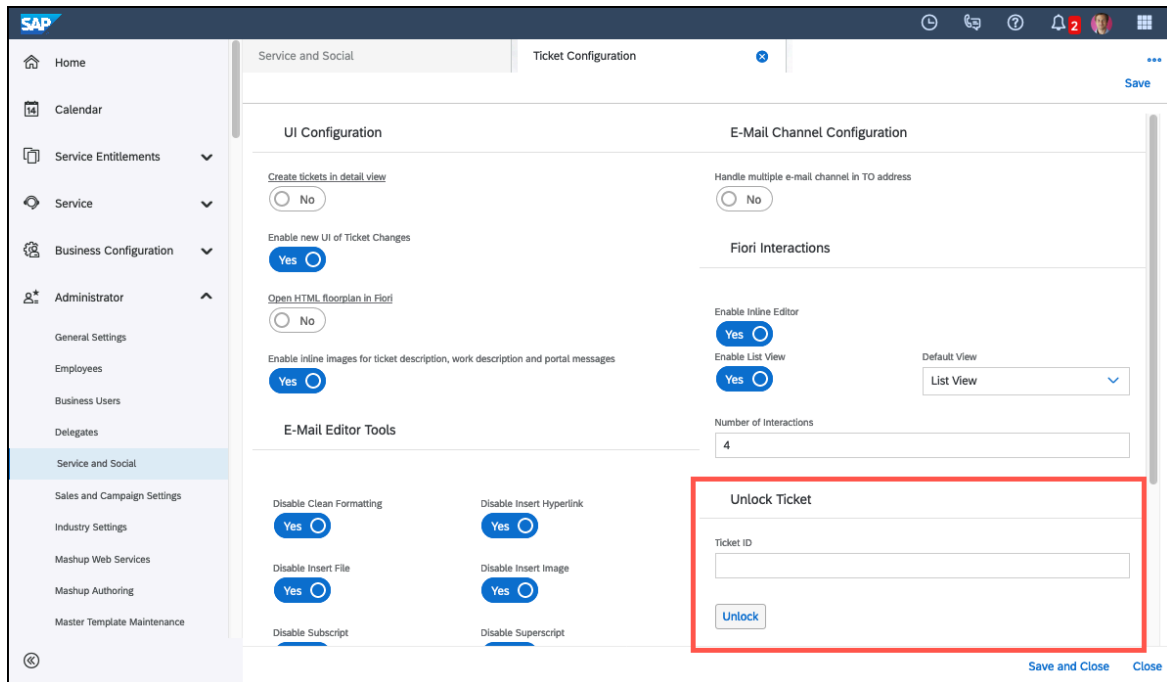 SAP
2
Home
14
Calendar
Service Entitlements
Service
Business Configuration
Administrator
General Settings
Employees
Business Users
Delegates
Service and Social
Sales and Campaign Settings
Industry Settings
Mashup Web Services
Mashup Authoring
Master Template Maintenance
Service and Social
Ticket Configuration
Save
UI Configuration
Create tickets in detail view
No
Enable new UI of Ticket Changes
Yes
Open HTML floorplan in Fiori
No
Enable inline images for ticket description, work description and portal messages
Yes
E-Mail Editor Tools
Disable Clean Formatting
Yes
Disable Insert Hyperlink
Yes
Disable Insert File
Yes
Disable Insert Image
Yes
Disable Subscript
Disable Superscript
E-Mail Channel Configuration
Handle multiple e-mail channel in TO address
No
Fiori Interactions
Enable Inline Editor
Yes
Enable List View
Yes
Default View
List View
Number of Interactions
4
Unlock Ticket
Ticket ID
Unlock
Save and Close
Close